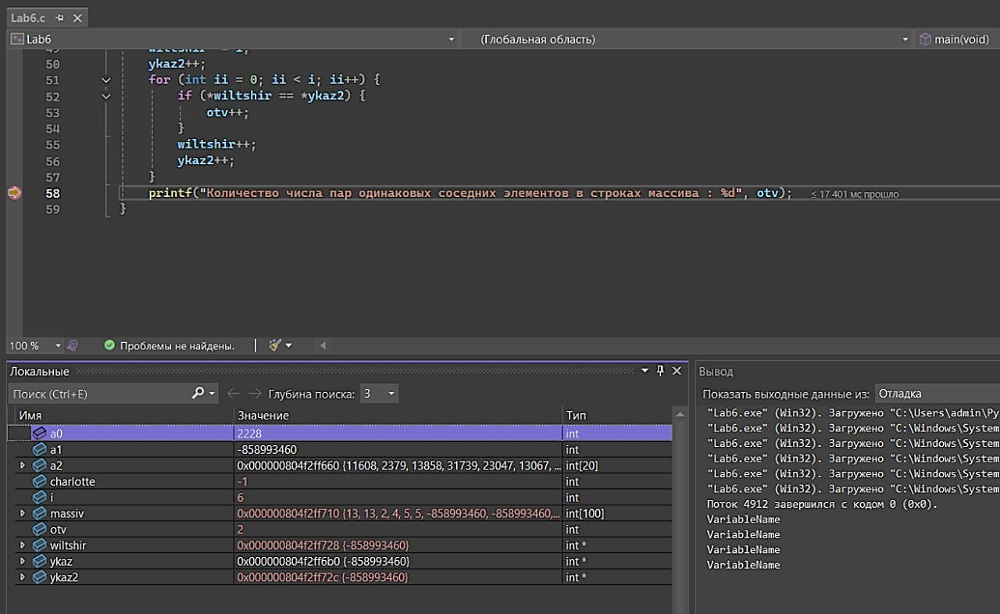 Lab6.c
Lab6 (Глобальная область) main(void)
49
50 ykaz2++;
51 for (int ii = 0; ii < i; ii++) {
52 if (*wiltshir == *ykaz2) {
53 otv++;
54 }
55 wiltshir++;
56 ykaz2++;
57 }
58 printf("Количество числа пар одинаковых соседних элементов в строках массива : %d", otv); ≤ 17 401 мс прошло
59 }
100 % Проблемы не найдены.
Локальные
Поиск (Ctrl+E) Глубина поиска: 3
Имя Значение Тип
a0 2228 int
a1 -858993460 int
a2 0x000000804f2ff660 {11608, 2379, 13858, 31739, 23047, 13067, ... int[20]
charlotte -1 int
i 6 int
massiv 0x000000804f2ff710 {13, 13, 2, 4, 5, 5, -858993460, -858993460,... int[100]
otv 2 int
wiltshir 0x000000804f2ff728 {-858993460} int *
ykaz 0x000000804f2ff6b0 {-858993460} int *
ykaz2 0x000000804f2ff72c {-858993460} int *
Вывод
Показать выходные данные из: Отладка
"Lab6.exe" (Win32). Загружено "C:\Users\admin\Py
"Lab6.exe" (Win32). Загружено "C:\Windows\System
"Lab6.exe" (Win32). Загружено "C:\Windows\System
"Lab6.exe" (Win32). Загружено "C:\Windows\System
"Lab6.exe" (Win32). Загружено "C:\Windows\System
"Lab6.exe" (Win32). Загружено "C:\Windows\System
Поток 4912 завершился с кодом 0 (0x0).
VariableName
VariableName
VariableName
VariableName